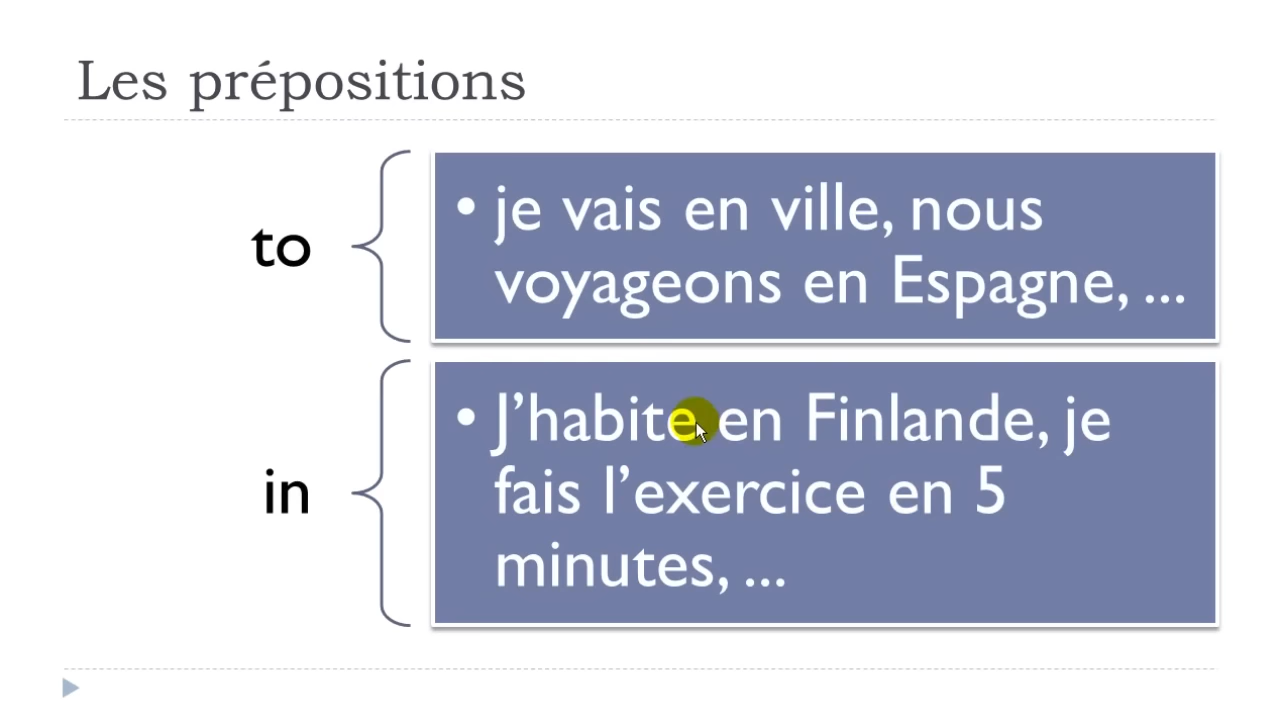 Les prépositions
to
• je vais en ville, nous
voyageons en Espagne, ...
in
• J’habite en Finlande, je
fais l’exercice en 5
minutes, ...